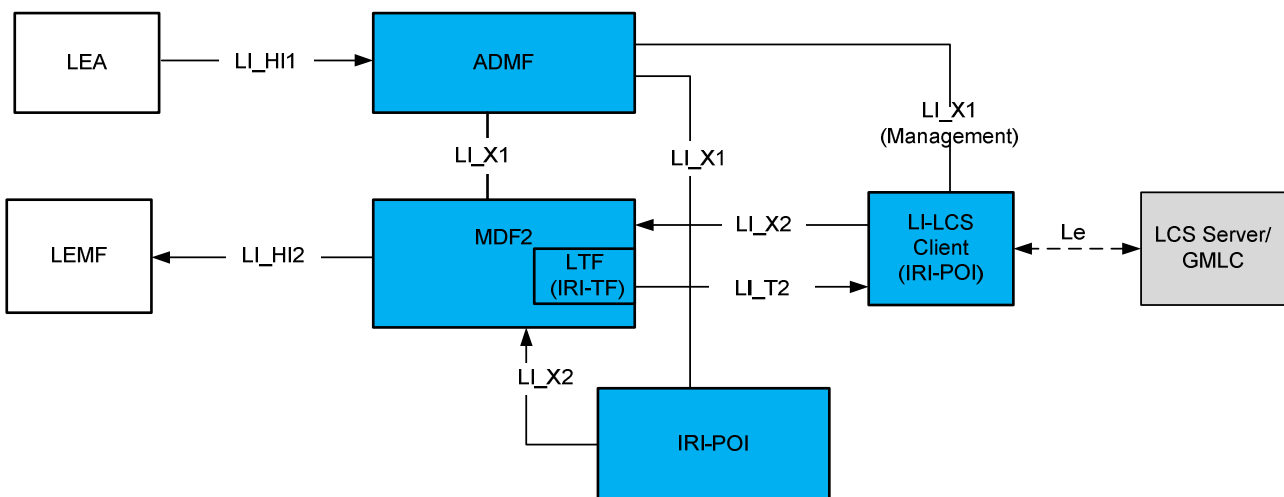 LEA
LI_HI1
ADMF
LI_X1
(Management)
LI_X1
LI_X1
LEMF
LI_HI2
MDF2
LTF
(IRI-TF)
LI_X2
LI_T2
LI-LCS
Client
(IRI-POI)
Le
LCS Server/
GMLC
LI_X2
IRI-POI